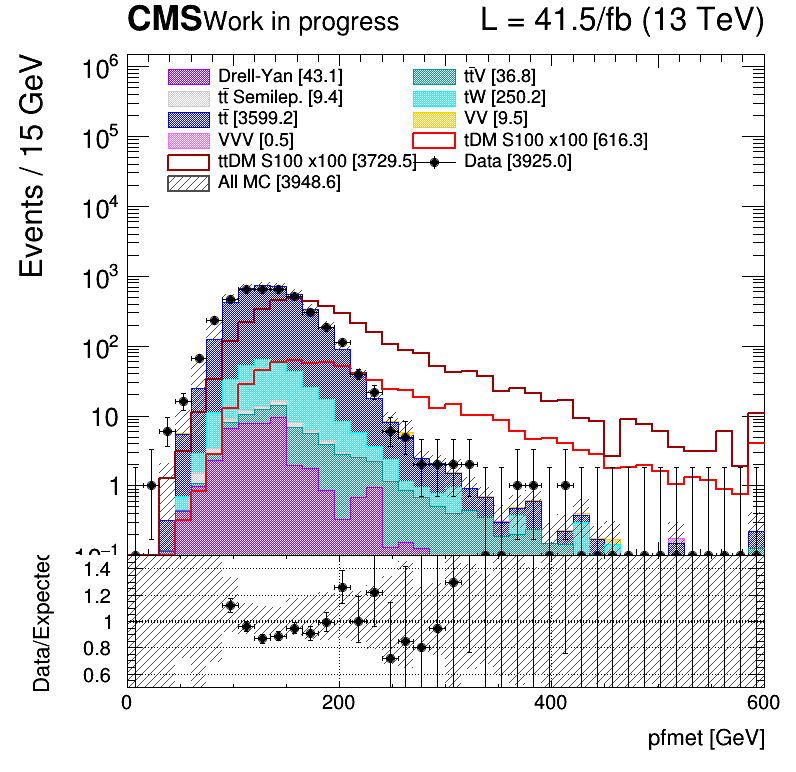 CMS Work in progress L = 41.5/fb (13 TeV)
Events / 15 GeV
10⁶
10⁵
10⁴
10³
10²
10
1
10⁻¹
Drell-Yan [43.1]
tt̄V [36.8]
tt̄ Semilep. [9.4]
tW [250.2]
tt̄ [3599.2]
VV [9.5]
VVV [0.5]
tDM S100 x100 [616.3]
ttDM S100 x100 [3729.5]
Data [3925.0]
All MC [3948.6]
Data/Expected
1.4
1.2
1
0.8
0.6
0 200 400 600
pfmet [GeV]